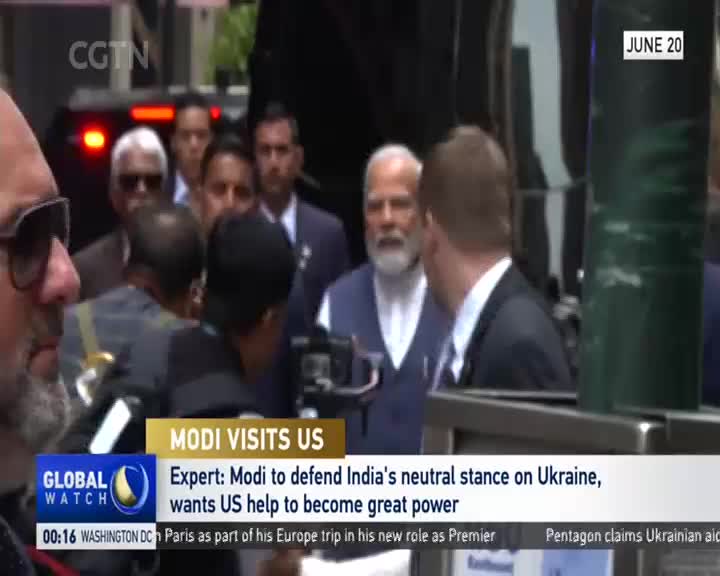 CGTN
JUNE 20
MODI VISITS US
GLOBAL WATCH
Expert: Modi to defend India's neutral stance on Ukraine,
wants US help to become great power
00:16 WASHINGTON DC
Paris as part of his Europe trip in his new role as Premier
Pentagon claims Ukrainian aid